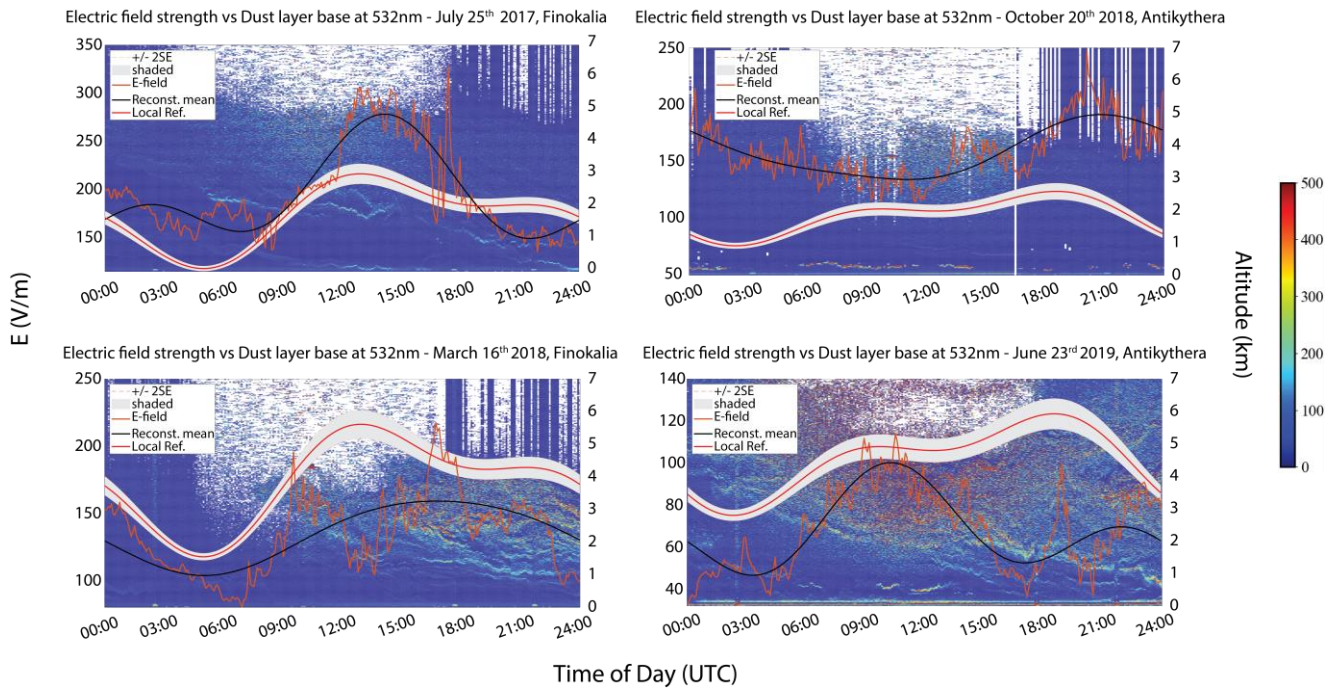 Electric field strength vs Dust layer base at 532nm - July 25th 2017, Finokalia
350
300
250
200
150
7
6
5
4
3
2
1
0
+/- 2SE
shaded
E-field
Reconst. mean
Local Ref.
00:00 03:00 06:00 09:00 12:00 15:00 18:00 21:00 24:00
Electric field strength vs Dust layer base at 532nm - October 20th 2018, Antikythera
250
200
150
100
50
7
6
5
4
3
2
1
0
+/- 2SE
shaded
E-field
Reconst. mean
Local Ref.
00:00 03:00 06:00 09:00 12:00 15:00 18:00 21:00 24:00
Electric field strength vs Dust layer base at 532nm - March 16th 2018, Finokalia
250
200
150
100
7
6
5
4
3
2
1
0
+/- 2SE
shaded
E-field
Reconst. mean
Local Ref.
00:00 03:00 06:00 09:00 12:00 15:00 18:00 21:00 24:00
Electric field strength vs Dust layer base at 532nm - June 23rd 2019, Antikythera
140
120
100
80
60
40
7
6
5
4
3
2
1
0
+/- 2SE
shaded
E-field
Reconst. mean
Local Ref.
00:00 03:00 06:00 09:00 12:00 15:00 18:00 21:00 24:00
E (V/m)
Time of Day (UTC)
Altitude (km)
500
400
300
200
100
0